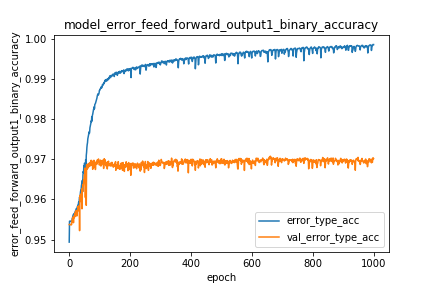 model_error_feed_forward_output1_binary_accuracy
error_feed_forward_output1_binary_accuracy
1.00
0.99
0.98
0.97
0.96
0.95
0
200
400
600
800
1000
epoch
error_type_acc
val_error_type_acc